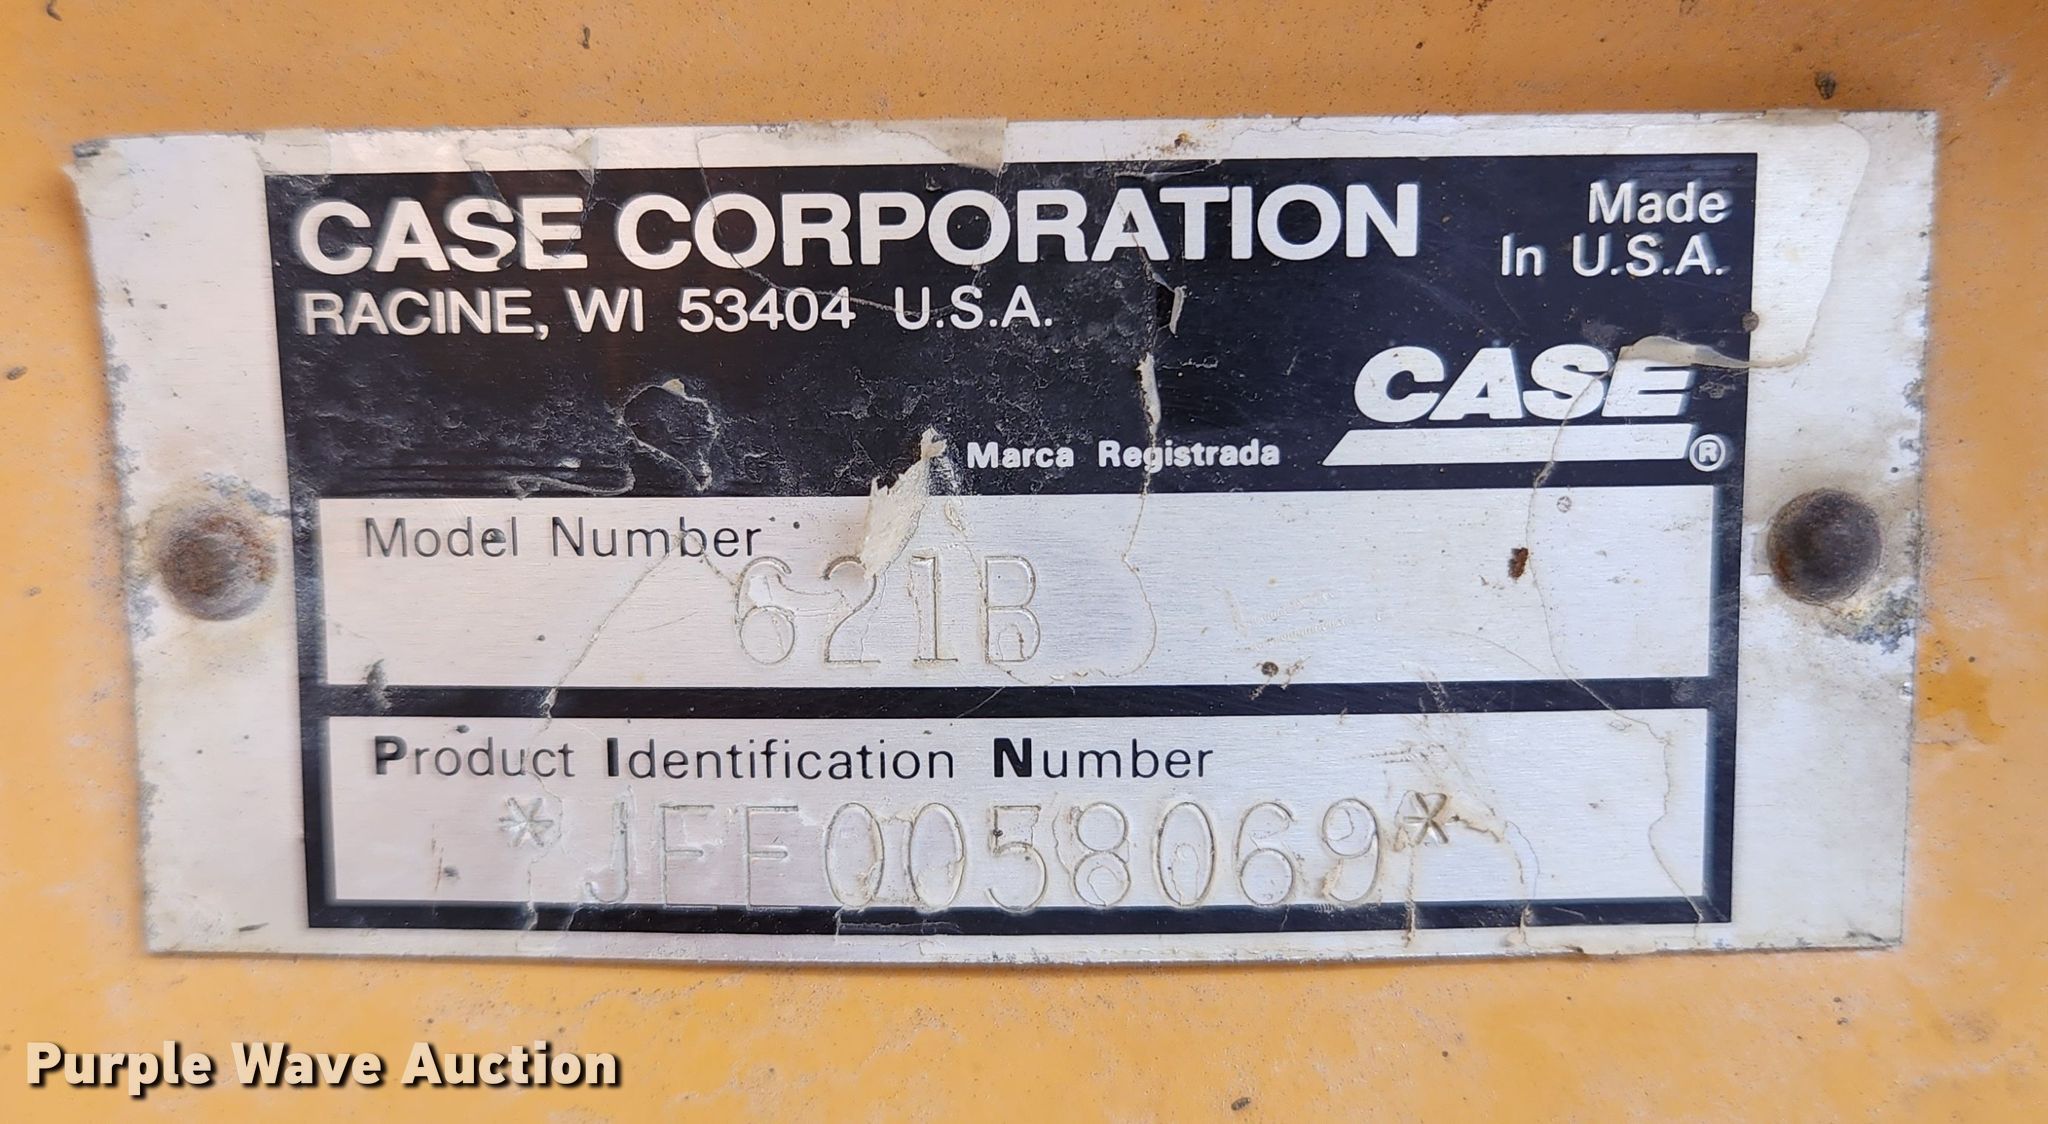 CASE CORPORATION
RACINE, WI 53404 U.S.A.
Made
In U.S.A.
CASE
Marca Registrada
®
Model Number
621B
Product Identification Number
*JEE0058069*
Purple Wave Auction